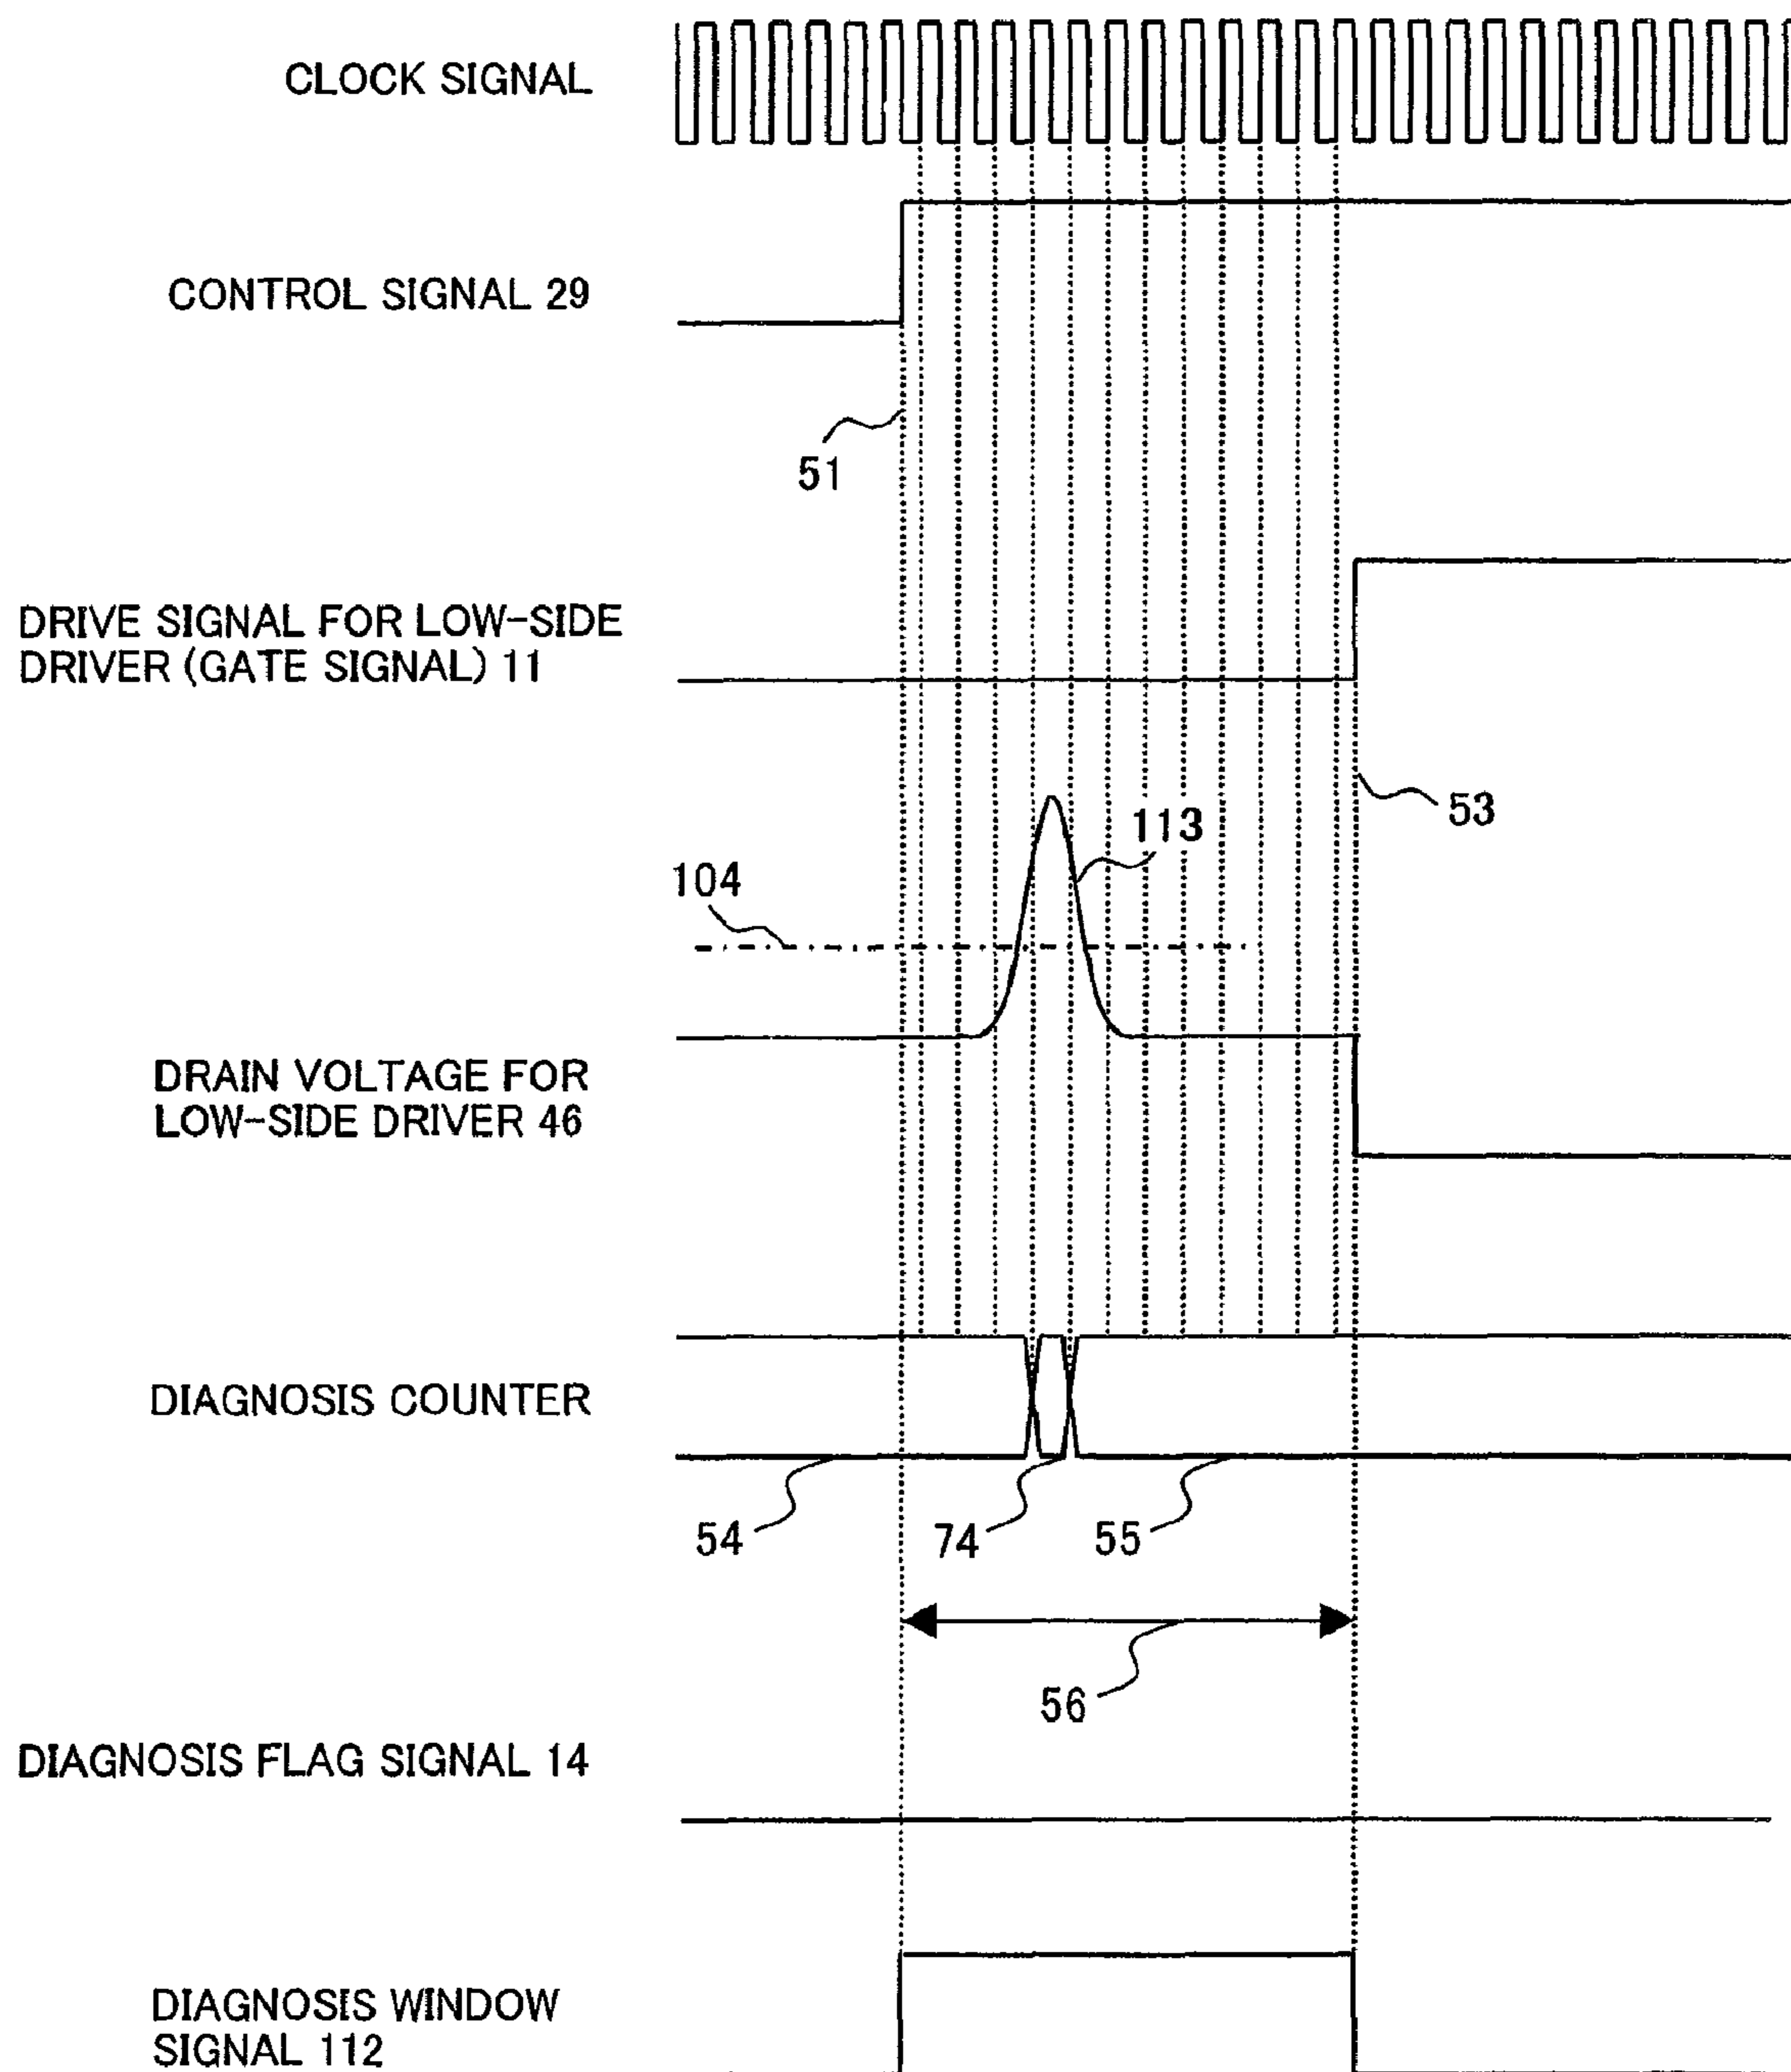 CLOCK SIGNAL
CONTROL SIGNAL 29
51
DRIVE SIGNAL FOR LOW-SIDE
DRIVER (GATE SIGNAL) 11
53
113
104
DRAIN VOLTAGE FOR
LOW-SIDE DRIVER 46
DIAGNOSIS COUNTER
54
74
55
56
DIAGNOSIS FLAG SIGNAL 14
DIAGNOSIS WINDOW
SIGNAL 112